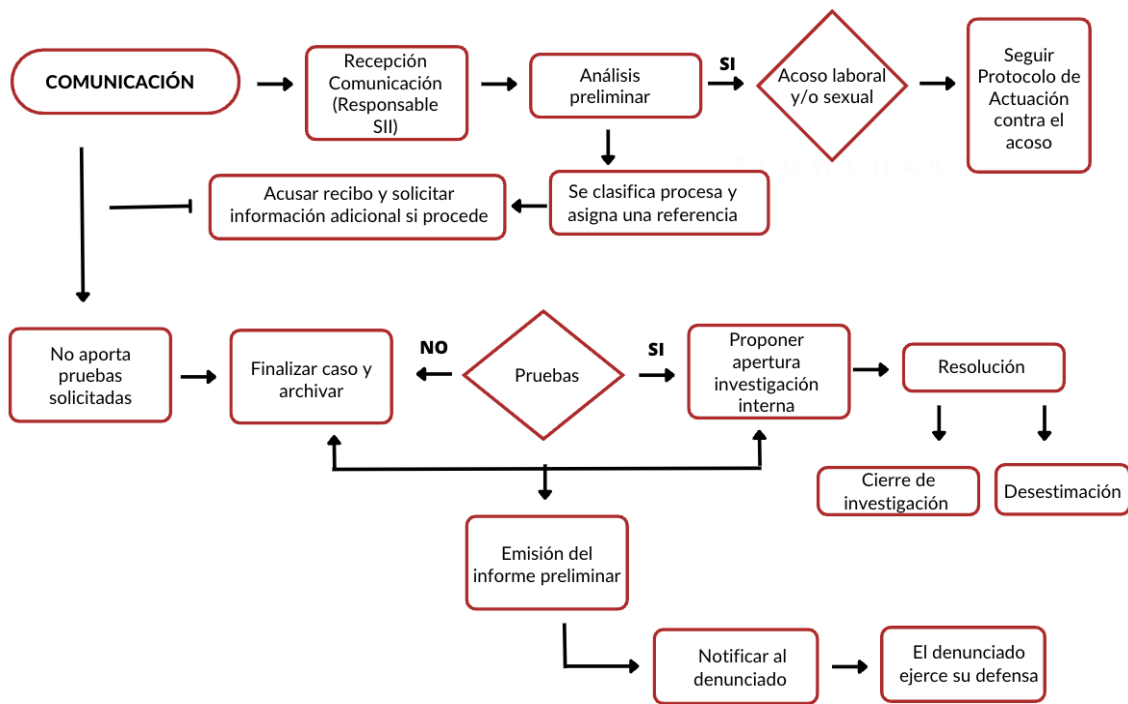 COMUNICACIÓN
Recepción
Comunicación
(Responsable
SII)
Análisis
preliminar
SI
Acoso laboral
y/o sexual
Seguir
Protocolo de
Actuación
contra el
acoso
Acusar recibo y solicitar
información adicional si procede
Se clasifica procesa y
asigna una referencia
No aporta
pruebas
solicitadas
Finalizar caso y
archivar
NO
Pruebas
SI
Proponer
apertura
investigación
interna
Resolución
Cierre de
investigación
Desestimación
Emisión del
informe preliminar
Notificar al
denunciado
El denunciado
ejerce su defensa